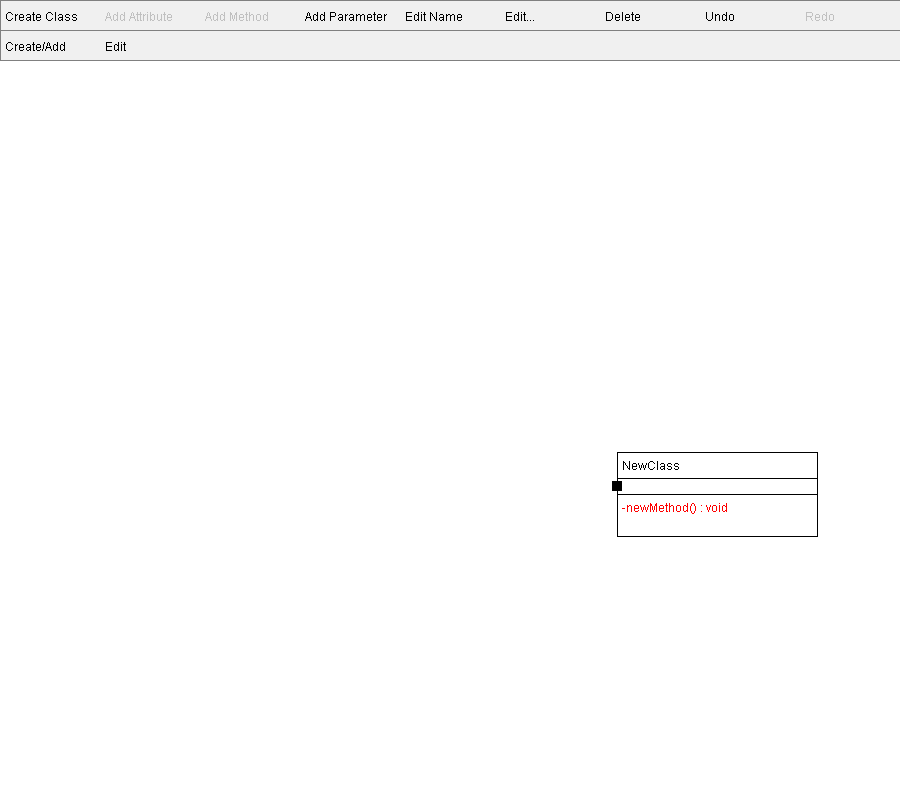 Create Class Add Attribute Add Method Add Parameter Edit Name Edit... Delete Undo Redo
Create/Add Edit
NewClass
-newMethod() : void